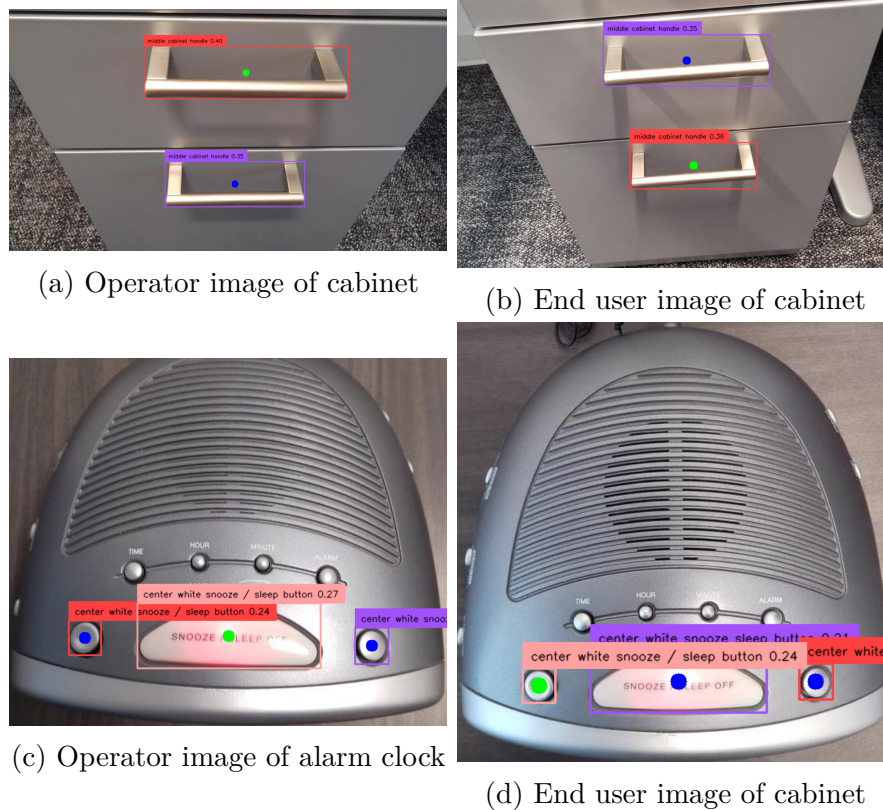 middle cabinet handle 0.40
middle cabinet handle 0.35
(a) Operator image of cabinet
middle cabinet handle 0.35
middle cabinet handle 0.36
(b) End user image of cabinet
TIME
HOUR
MINUTE
ALARM
center white snooze / sleep button 0.27
center white snooze / sleep button 0.24
center white snooz
SNOOZE / SLEEP OFF
(c) Operator image of alarm clock
TIME
HOUR
MINUTE
ALARM
center white snooze sleep button 0.21
center white snooze / sleep button 0.24
center white
SNOOZE / SLEEP OFF
(d) End user image of cabinet